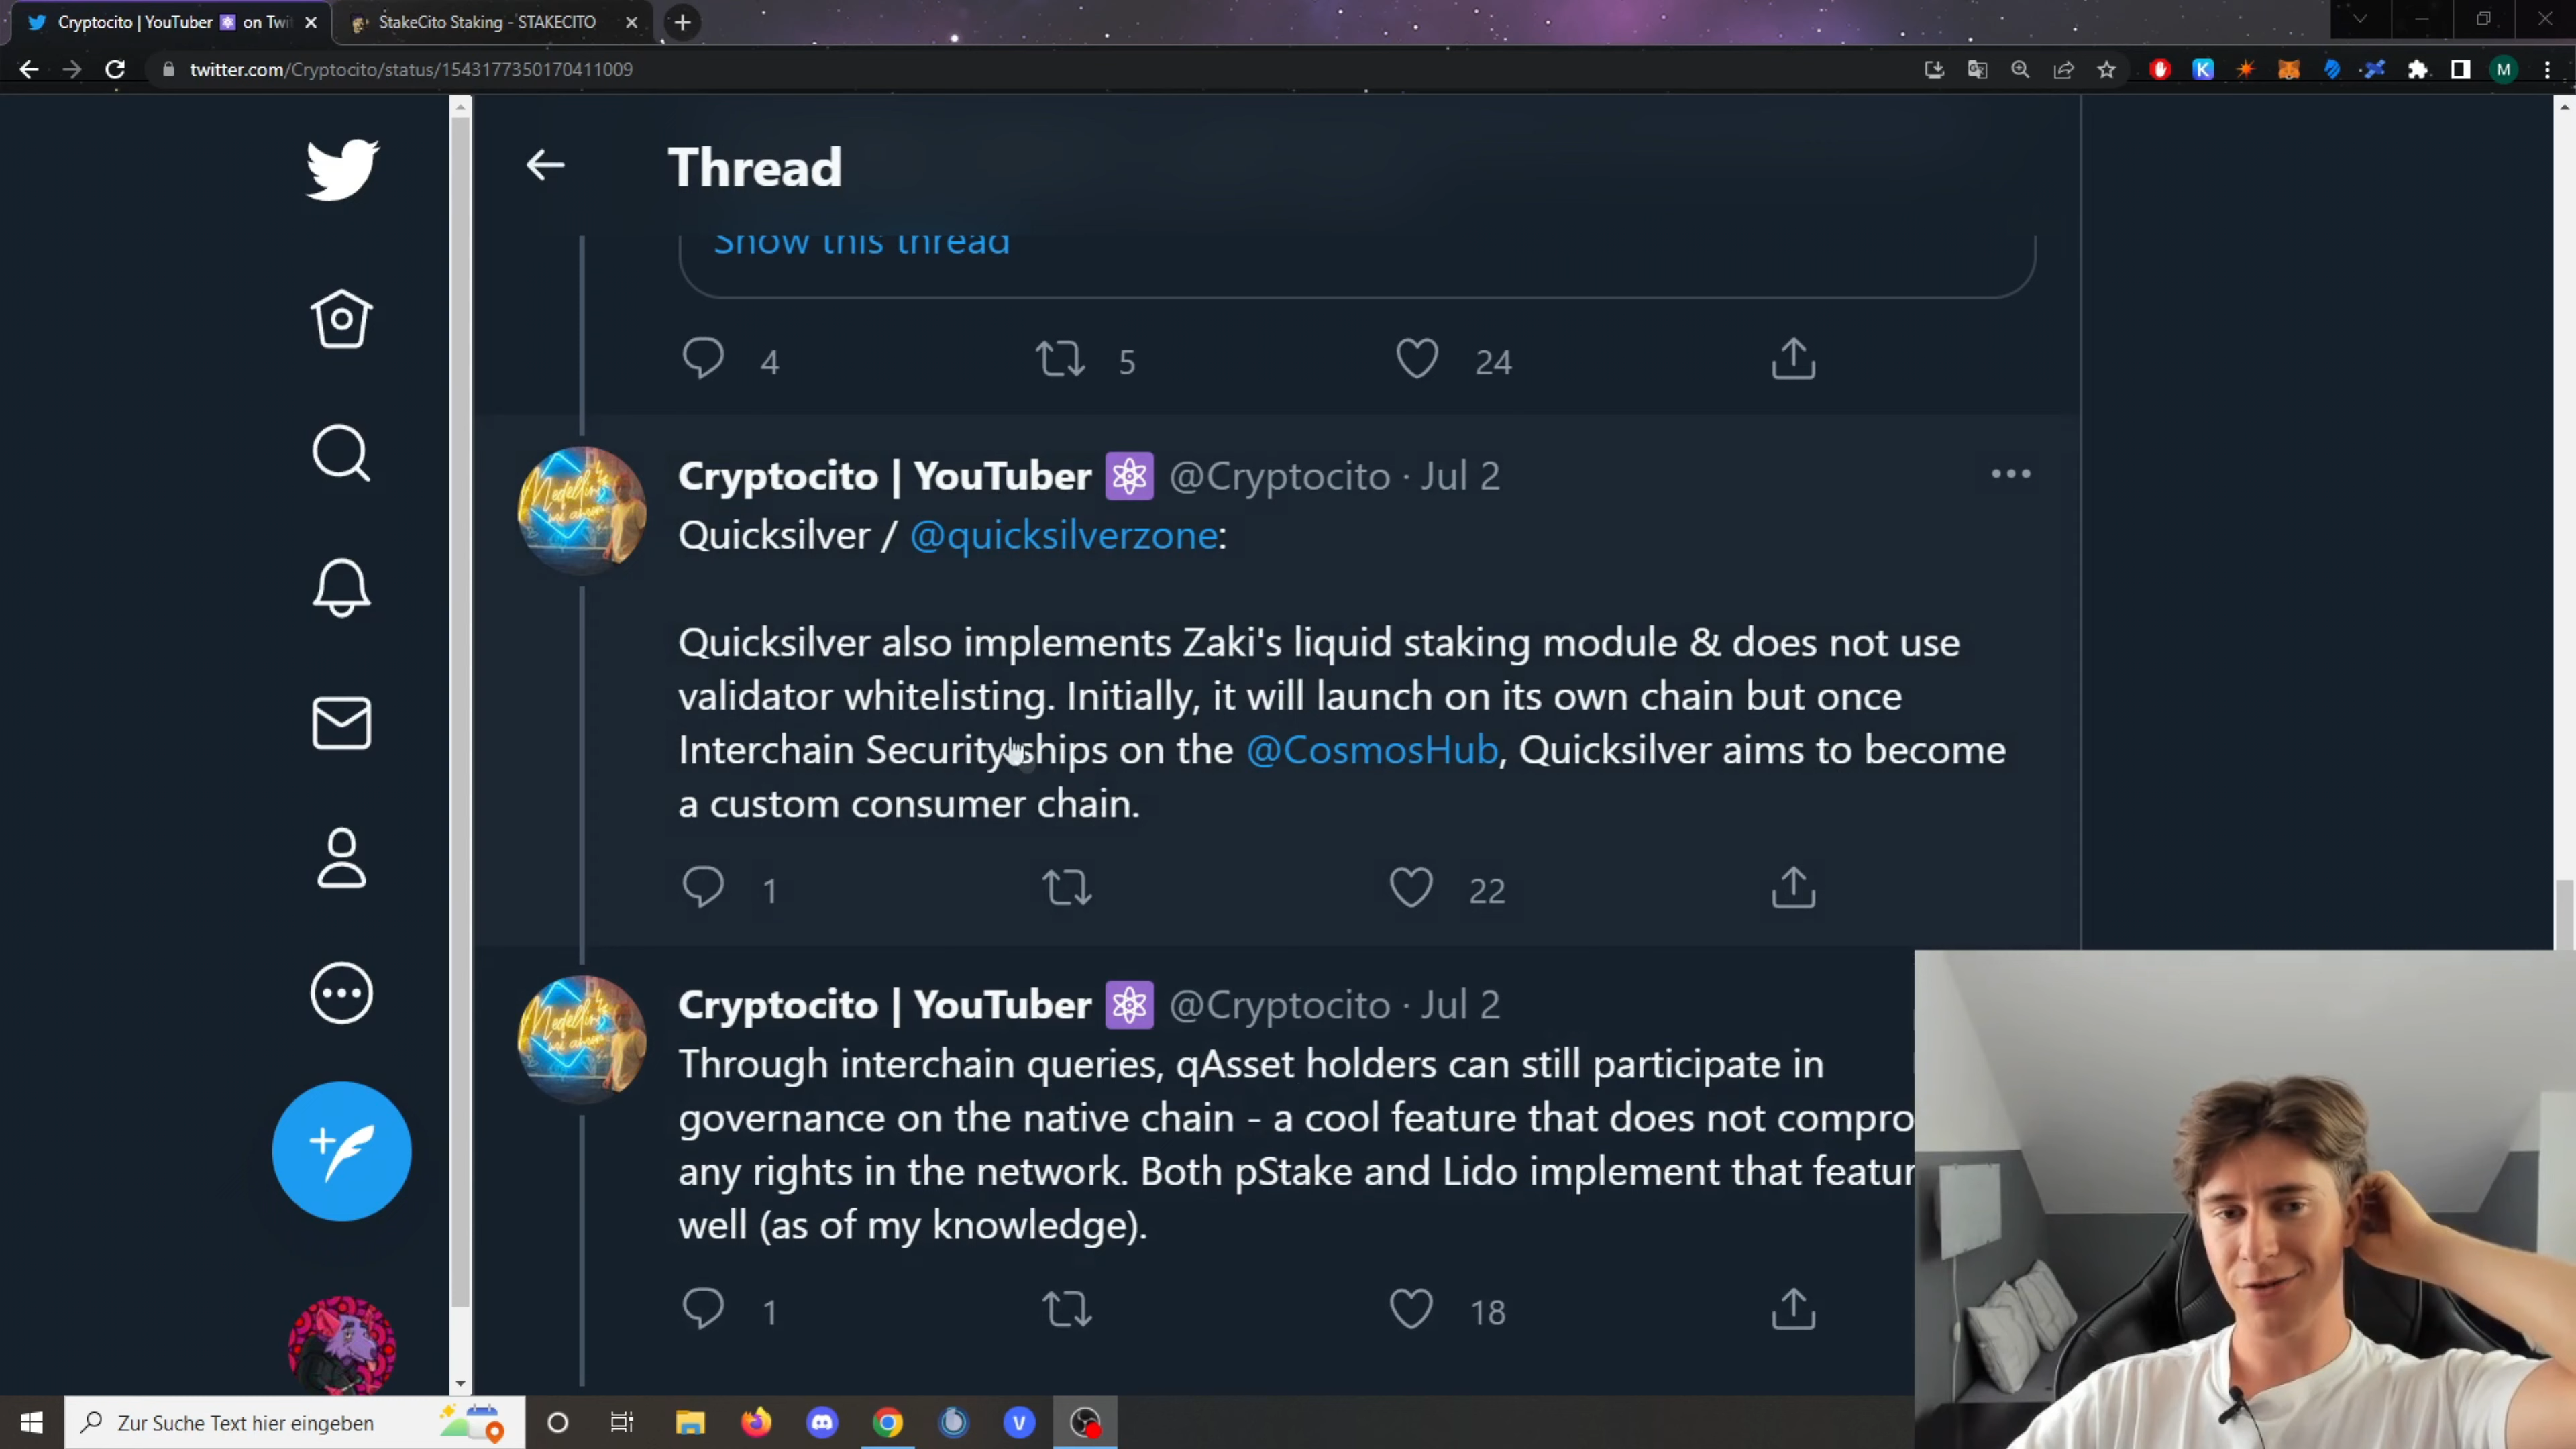 Cryptocito | YouTuber ⚛ on Twi
StakeCito Staking - STAKECITO
twitter.com/Cryptocito/status/1543177350170411009
M
Thread
Show this thread
4 5 24
Cryptocito | YouTuber ⚛ @Cryptocito · Jul 2
Quicksilver / @quicksilverzone:
Quicksilver also implements Zaki's liquid staking module & does not use
validator whitelisting. Initially, it will launch on its own chain but once
Interchain Security ships on the @CosmosHub, Quicksilver aims to become
a custom consumer chain.
1 22
Cryptocito | YouTuber ⚛ @Cryptocito · Jul 2
Through interchain queries, qAsset holders can still participate in
governance on the native chain - a cool feature that does not compro
any rights in the network. Both pStake and Lido implement that featur
well (as of my knowledge).
1 18
Zur Suche Text hier eingeben